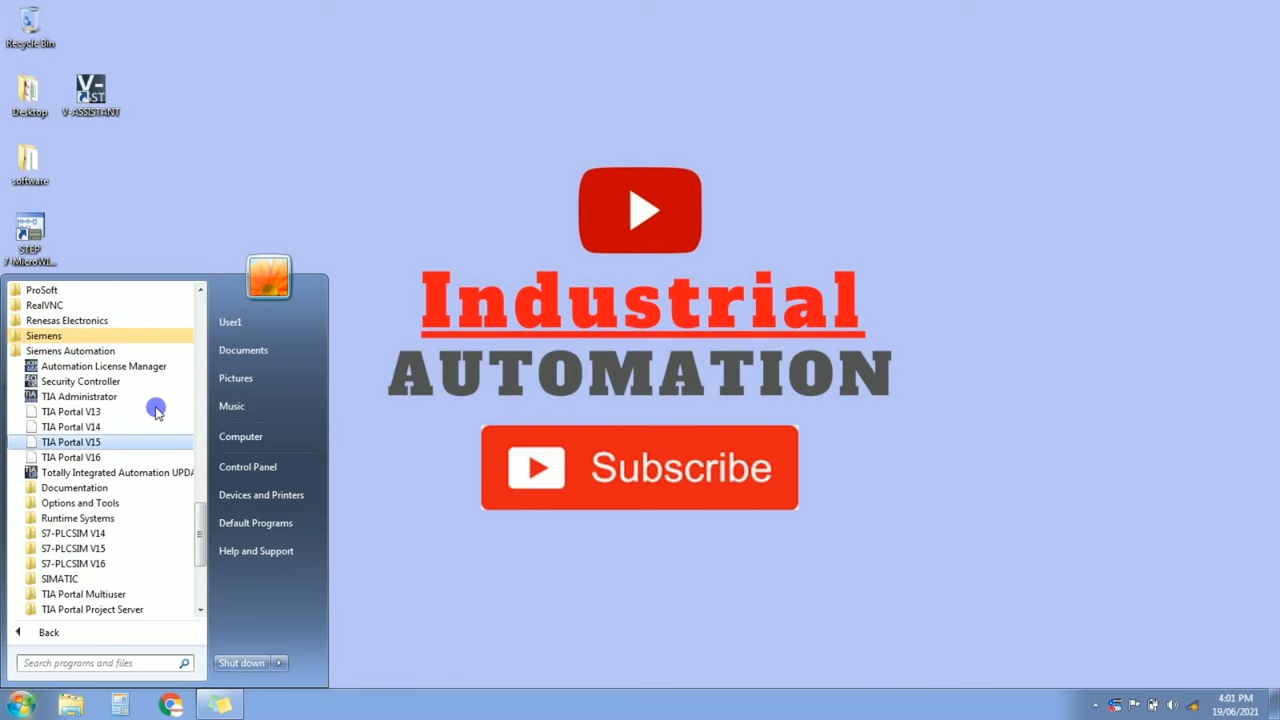 Recycle Bin
Desktop
V-
AST
V-ASSISTANT
software
STEP
7-MicroWI...
Industrial
AUTOMATION
Subscribe
ProSoft
RealVNC
Renesas Electronics
Siemens
Siemens Automation
Automation License Manager
Security Controller
TIA Administrator
TIA Portal V13
TIA Portal V14
TIA Portal V15
TIA Portal V16
Totally Integrated Automation UPDA
Documentation
Options and Tools
Runtime Systems
S7-PLCSIM V14
S7-PLCSIM V15
S7-PLCSIM V16
SIMATIC
TIA Portal Multiuser
TIA Portal Project Server
Back
Search programs and files
User1
Documents
Pictures
Music
Computer
Control Panel
Devices and Printers
Default Programs
Help and Support
Shut down
4:01 PM
19/06/2021